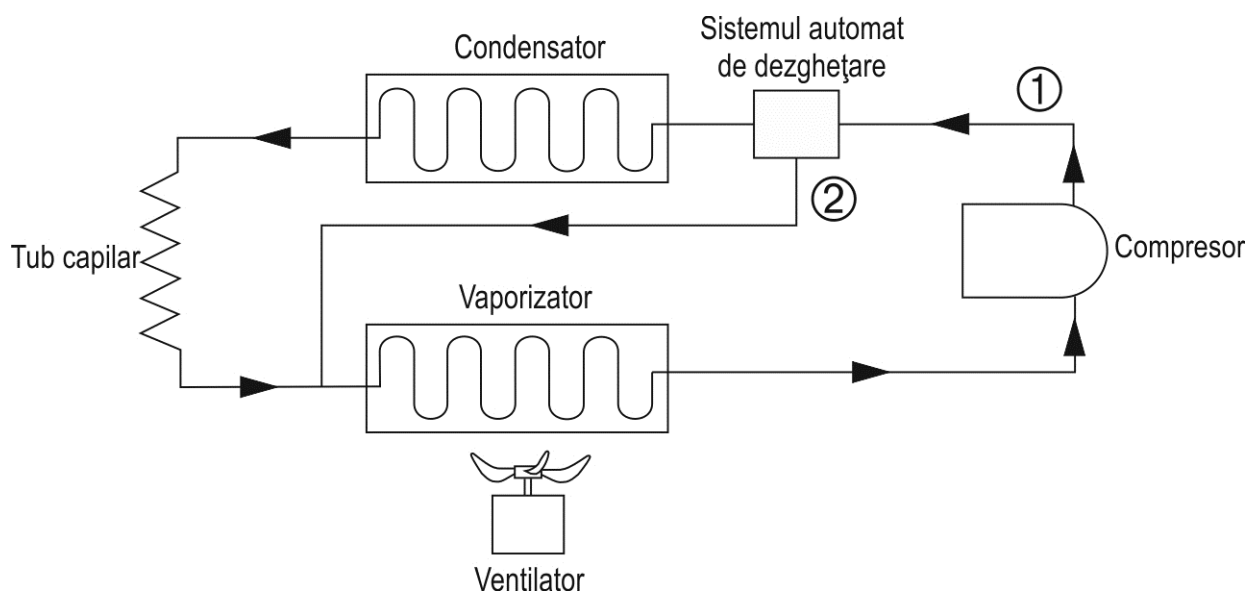 Sistemul automat
de dezgheţare
Condensator
①
②
Tub capilar
Compresor
Vaporizator
Ventilator